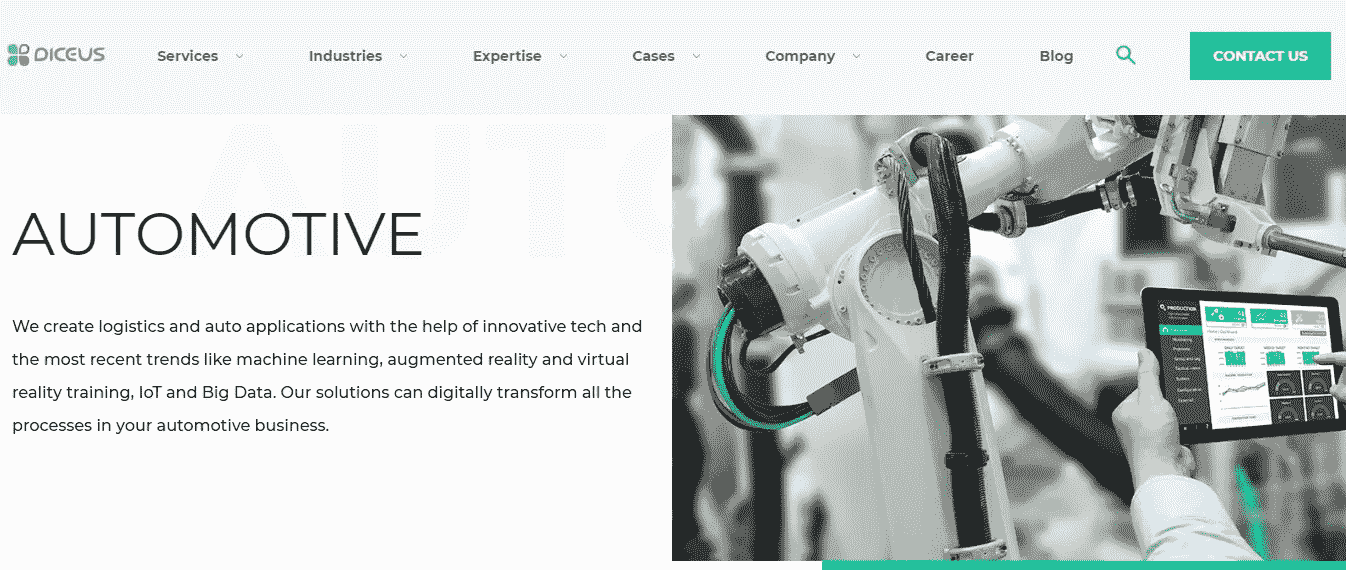 DICEUS
Services
Industries
Expertise
Cases
Company
Career
Blog
CONTACT US
AUTO
AUTOMOTIVE
We create logistics and auto applications with the help of innovative tech and
the most recent trends like machine learning, augmented reality and virtual
reality training, IoT and Big Data. Our solutions can digitally transform all the
processes in your automotive business.
PRODUCTION